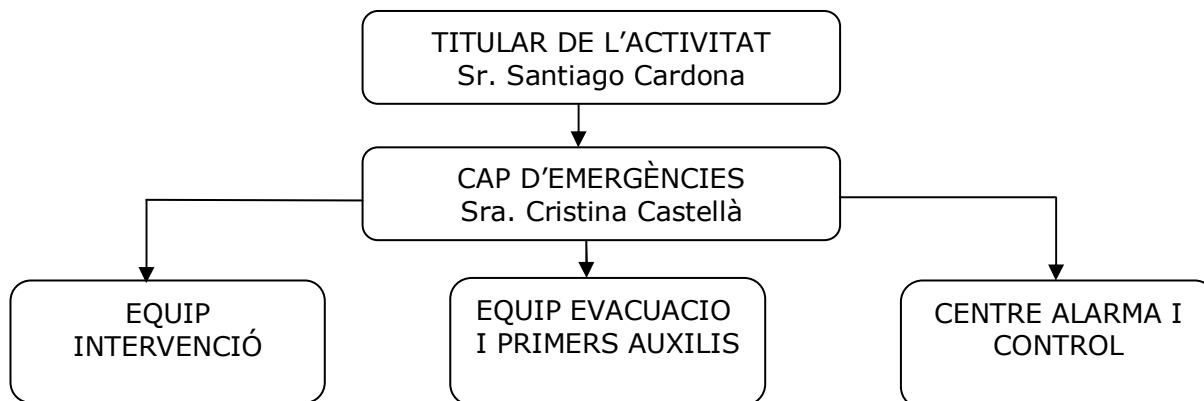 TITULAR DE L’ACTIVITAT
Sr. Santiago Cardona
CAP D’EMERGÈNCIES
Sra. Cristina Castellà
EQUIP
INTERVENCIÓ
EQUIP EVACUACIO
I PRIMERS AUXILIS
CENTRE ALARMA I
CONTROL